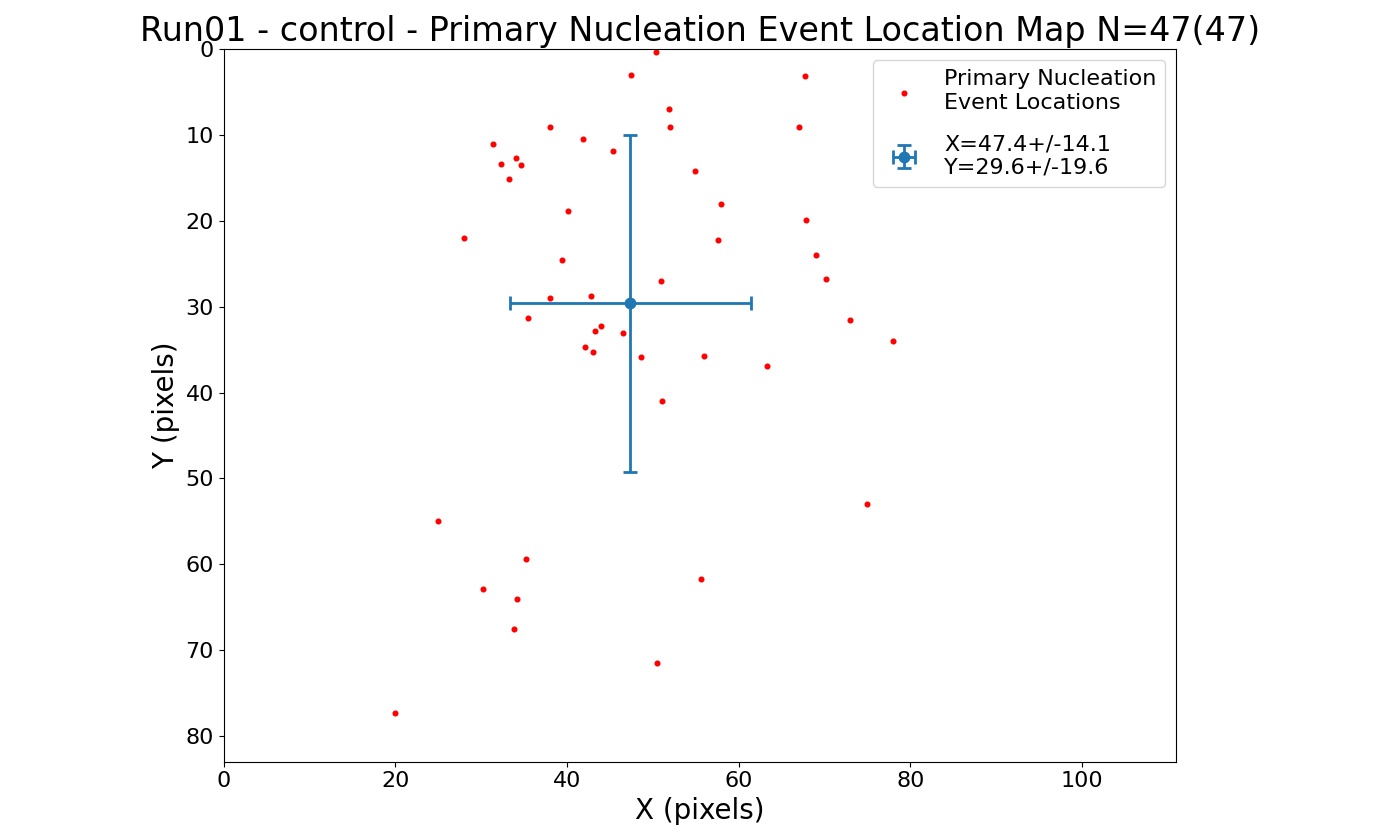 Run01 - control - Primary Nucleation Event Location Map N=47(47)
Primary Nucleation
Event Locations
X=47.4+/-14.1
Y=29.6+/-19.6
Y (pixels)
0
10
20
30
40
50
60
70
80
0 20 40 60 80 100
X (pixels)